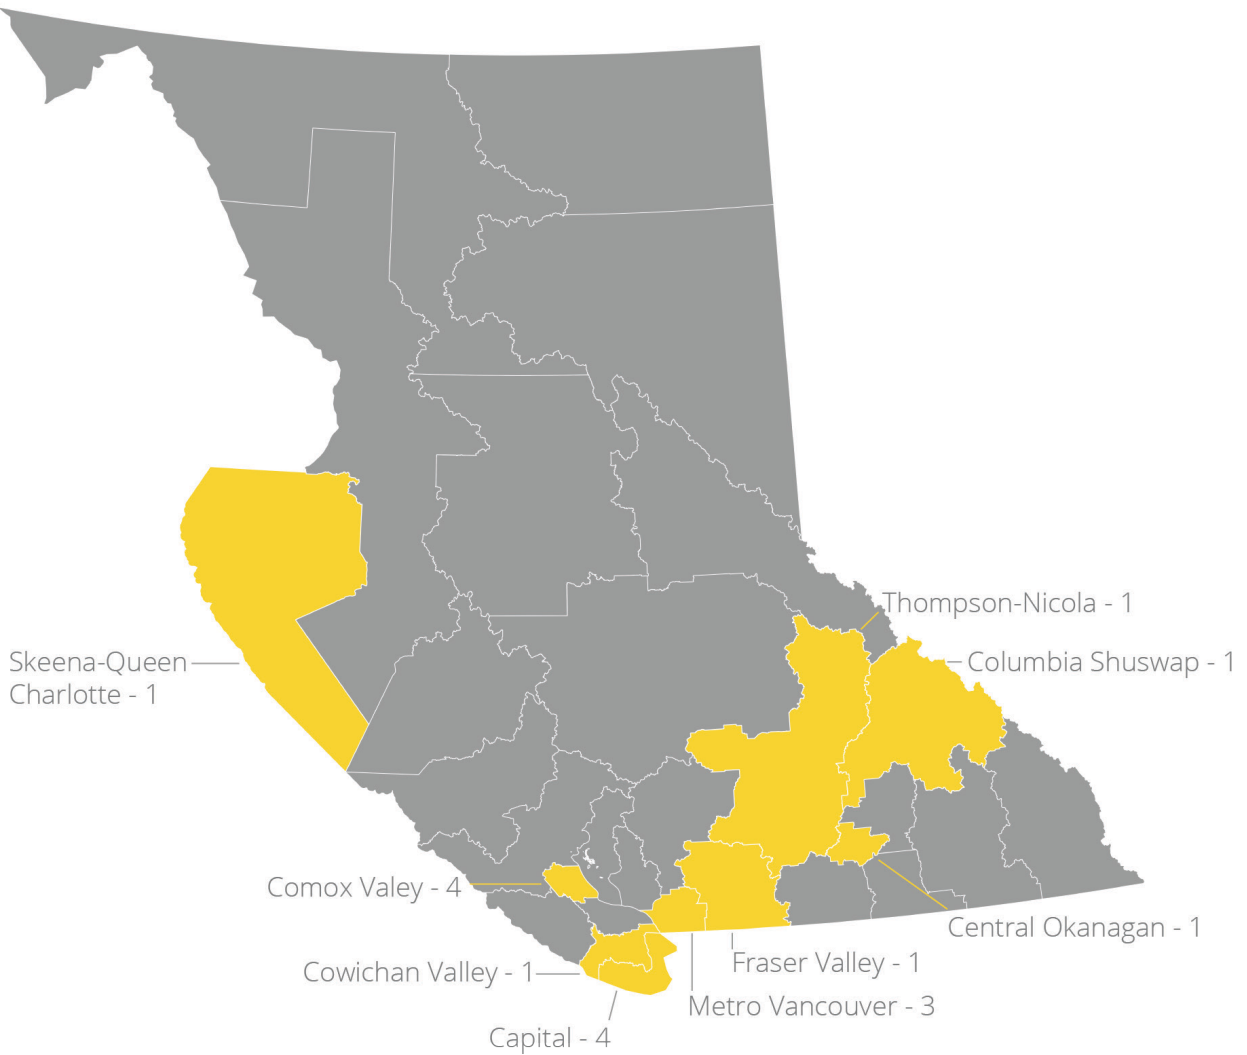 Thompson-Nicola - 1
Columbia Shuswap - 1
Skeena-Queen
Charlotte - 1
Comox Valey - 4
Central Okanagan - 1
Fraser Valley - 1
Cowichan Valley - 1
Metro Vancouver - 3
Capital - 4